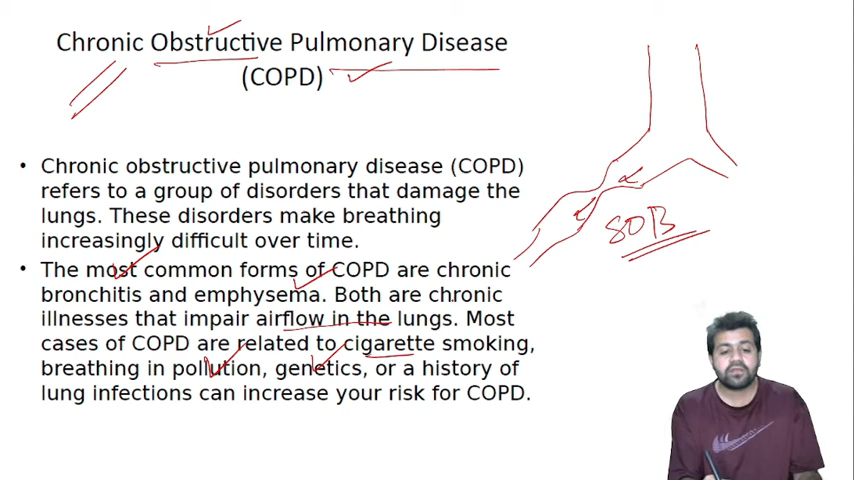 Chronic Obstructive Pulmonary Disease
(COPD)
• Chronic obstructive pulmonary disease (COPD)
refers to a group of disorders that damage the
lungs. These disorders make breathing
increasingly difficult over time.
• The most common forms of COPD are chronic
bronchitis and emphysema. Both are chronic
illnesses that impair airflow in the lungs. Most
cases of COPD are related to cigarette smoking,
breathing in pollution, genetics, or a history of
lung infections can increase your risk for COPD.
SOB